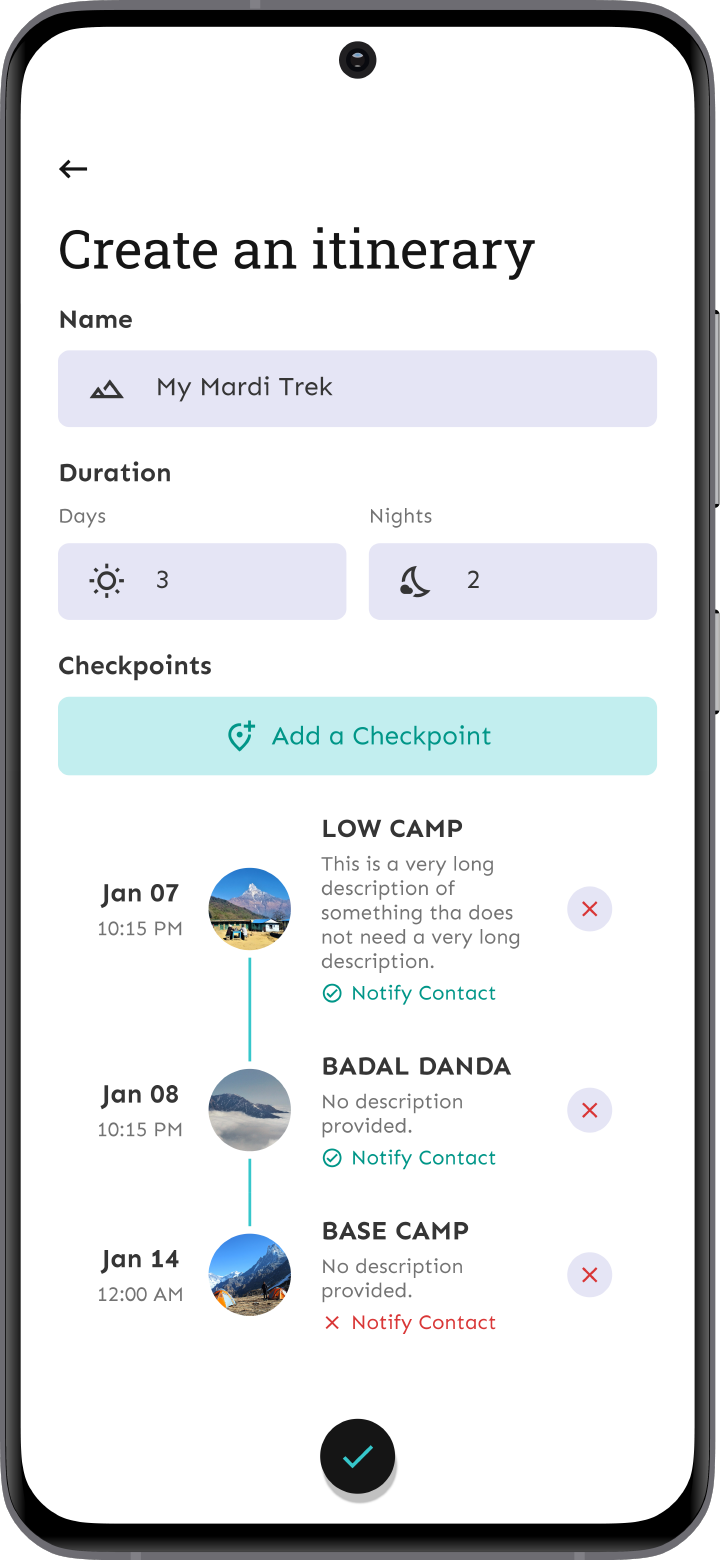 Create an itinerary
Name
My Mardi Trek
Duration
Days
Nights
3
2
Checkpoints
Add a Checkpoint
Jan 07
10:15 PM
LOW CAMP
This is a very long
description of
something tha does
not need a very long
description.
Notify Contact
Jan 08
10:15 PM
BADAL DANDA
No description
provided.
Notify Contact
Jan 14
12:00 AM
BASE CAMP
No description
provided.
Notify Contact